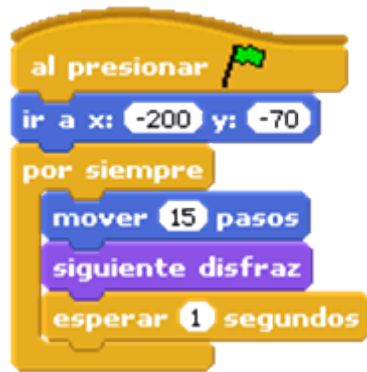 al presionar
ir a x: -200 y: -70
por siempre
mover 15 pasos
siguiente disfraz
esperar 1 segundos